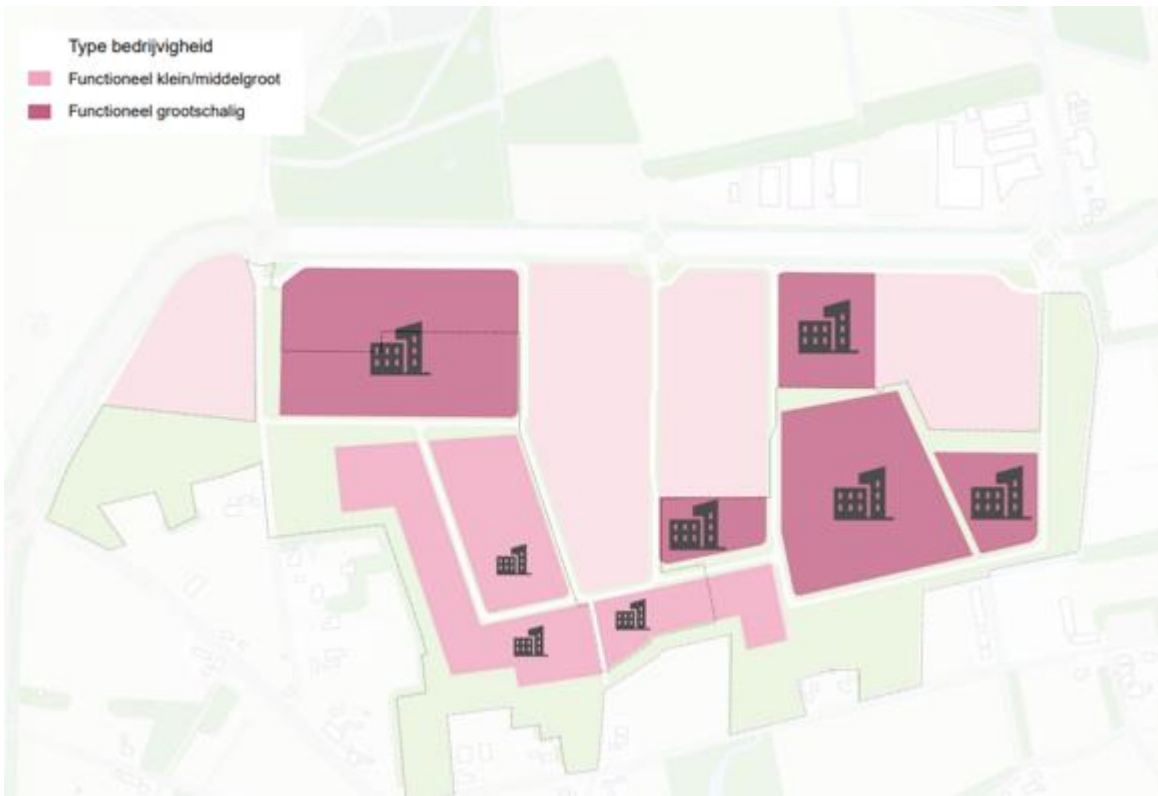 Type bedrijvigheid
Functioneel klein/middelgroot
Functioneel grootschalig